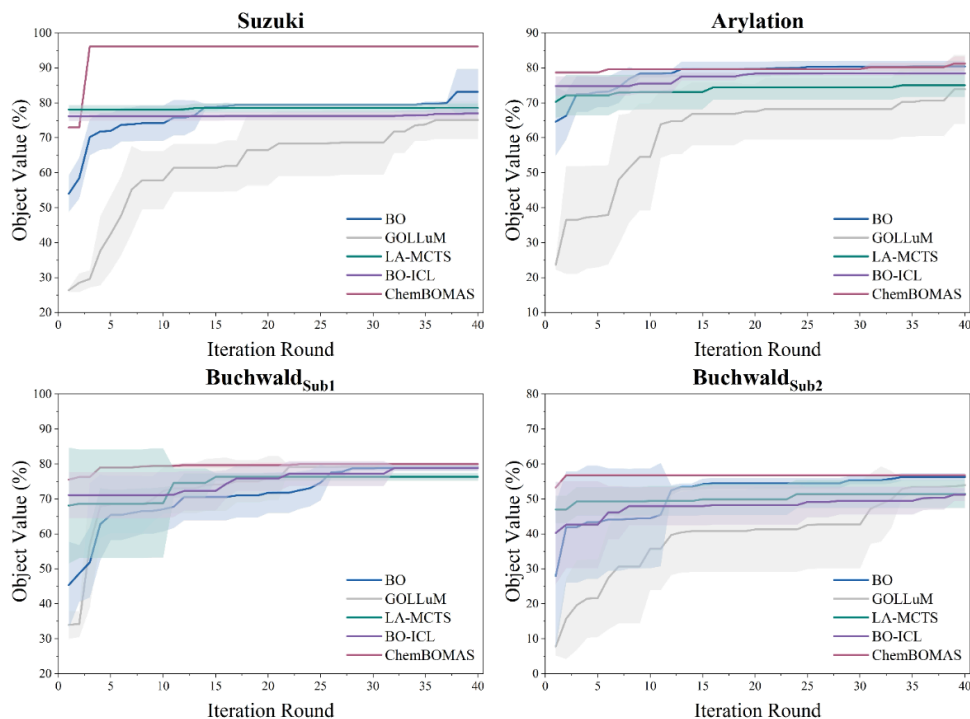 Suzuki
Object Value (%)
100
90
80
70
60
50
40
30
20
0
5
10
15
20
25
30
35
40
BO
GOLLuM
LA-MCTS
BO-ICL
ChemBOMAS
Iteration Round
Arylation
Object Value (%)
90
80
70
60
50
40
30
20
10
0
5
10
15
20
25
30
35
40
BO
GOLLuM
LA-MCTS
BO-ICL
ChemBOMAS
Iteration Round
Buchwald_Sub1
Object Value (%)
100
90
80
70
60
50
40
30
20
0
5
10
15
20
25
30
35
40
BO
GOLLuM
LA-MCTS
BO-ICL
ChemBOMAS
Iteration Round
Buchwald_Sub2
Object Value (%)
80
70
60
50
40
30
20
10
0
0
5
10
15
20
25
30
35
40
BO
GOLLuM
LA-MCTS
BO-ICL
ChemBOMAS
Iteration Round